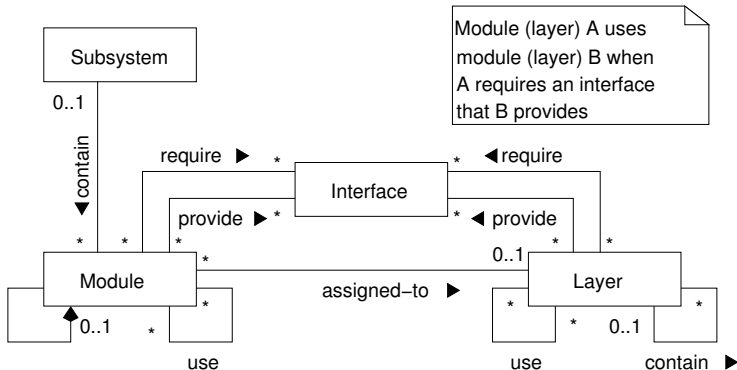 Subsystem
Module (layer) A uses
module (layer) B when
A requires an interface
that B provides
0..1
contain
require ▶ * * ◀ require
Interface
provide ▶ * * ◀ provide
* * * 0..1 * *
Module * Layer
assigned−to ▶
* * *
0..1 * * 0..1
use use contain ▶